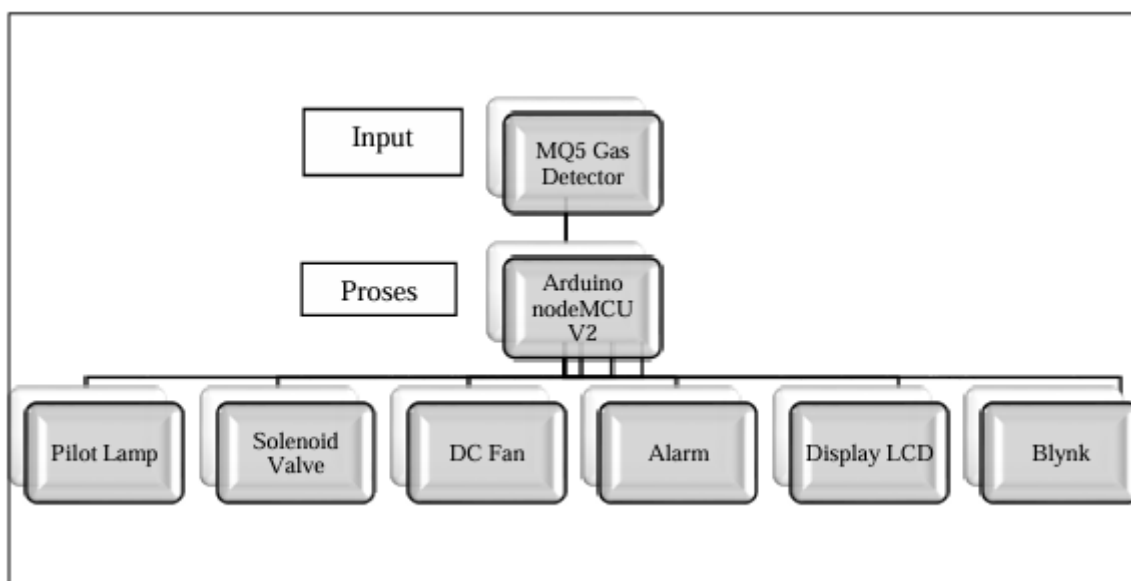 Input
MQ5 Gas
Detector
Proses
Arduino
nodeMCU
V2
Pilot Lamp
Solenoid
Valve
DC Fan
Alarm
Display LCD
Blynk